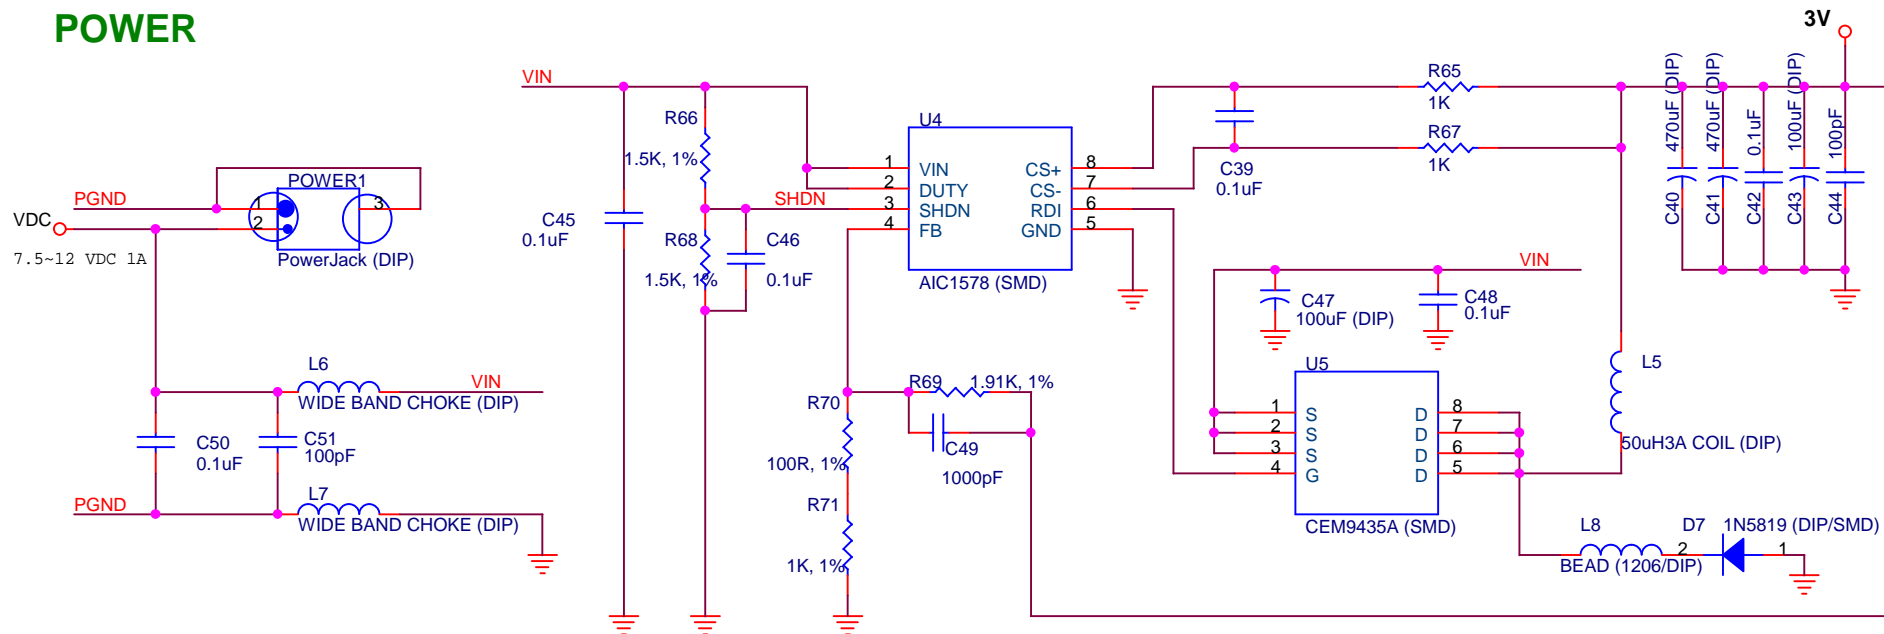 POWER
3V
VIN
R66
1.5K, 1%
U4
1
2
3
4
VIN
DUTY
SHDN
FB
CS+
CS-
RDI
GND
8
7
6
5
AIC1578 (SMD)
SHDN
C45
0.1uF
R68
1.5K, 1%
C46
0.1uF
C39
0.1uF
R65
1K
R67
1K
C40
470uF (DIP)
C41
470uF (DIP)
C42
0.1uF
C43
100uF (DIP)
C44
100pF
PGND
VDC
7.5~12 VDC 1A
POWER1
1
2
3
PowerJack (DIP)
VIN
C47
100uF (DIP)
C48
0.1uF
L6
VIN
WIDE BAND CHOKE (DIP)
C50
0.1uF
C51
100pF
PGND
L7
WIDE BAND CHOKE (DIP)
R69
1.91K, 1%
R70
100R, 1%
C49
1000pF
R71
1K, 1%
U5
1
2
3
4
S
S
S
G
D
D
D
D
8
7
6
5
CEM9435A (SMD)
L5
50uH3A COIL (DIP)
L8
BEAD (1206/DIP)
D7
1N5819 (DIP/SMD)
2
1